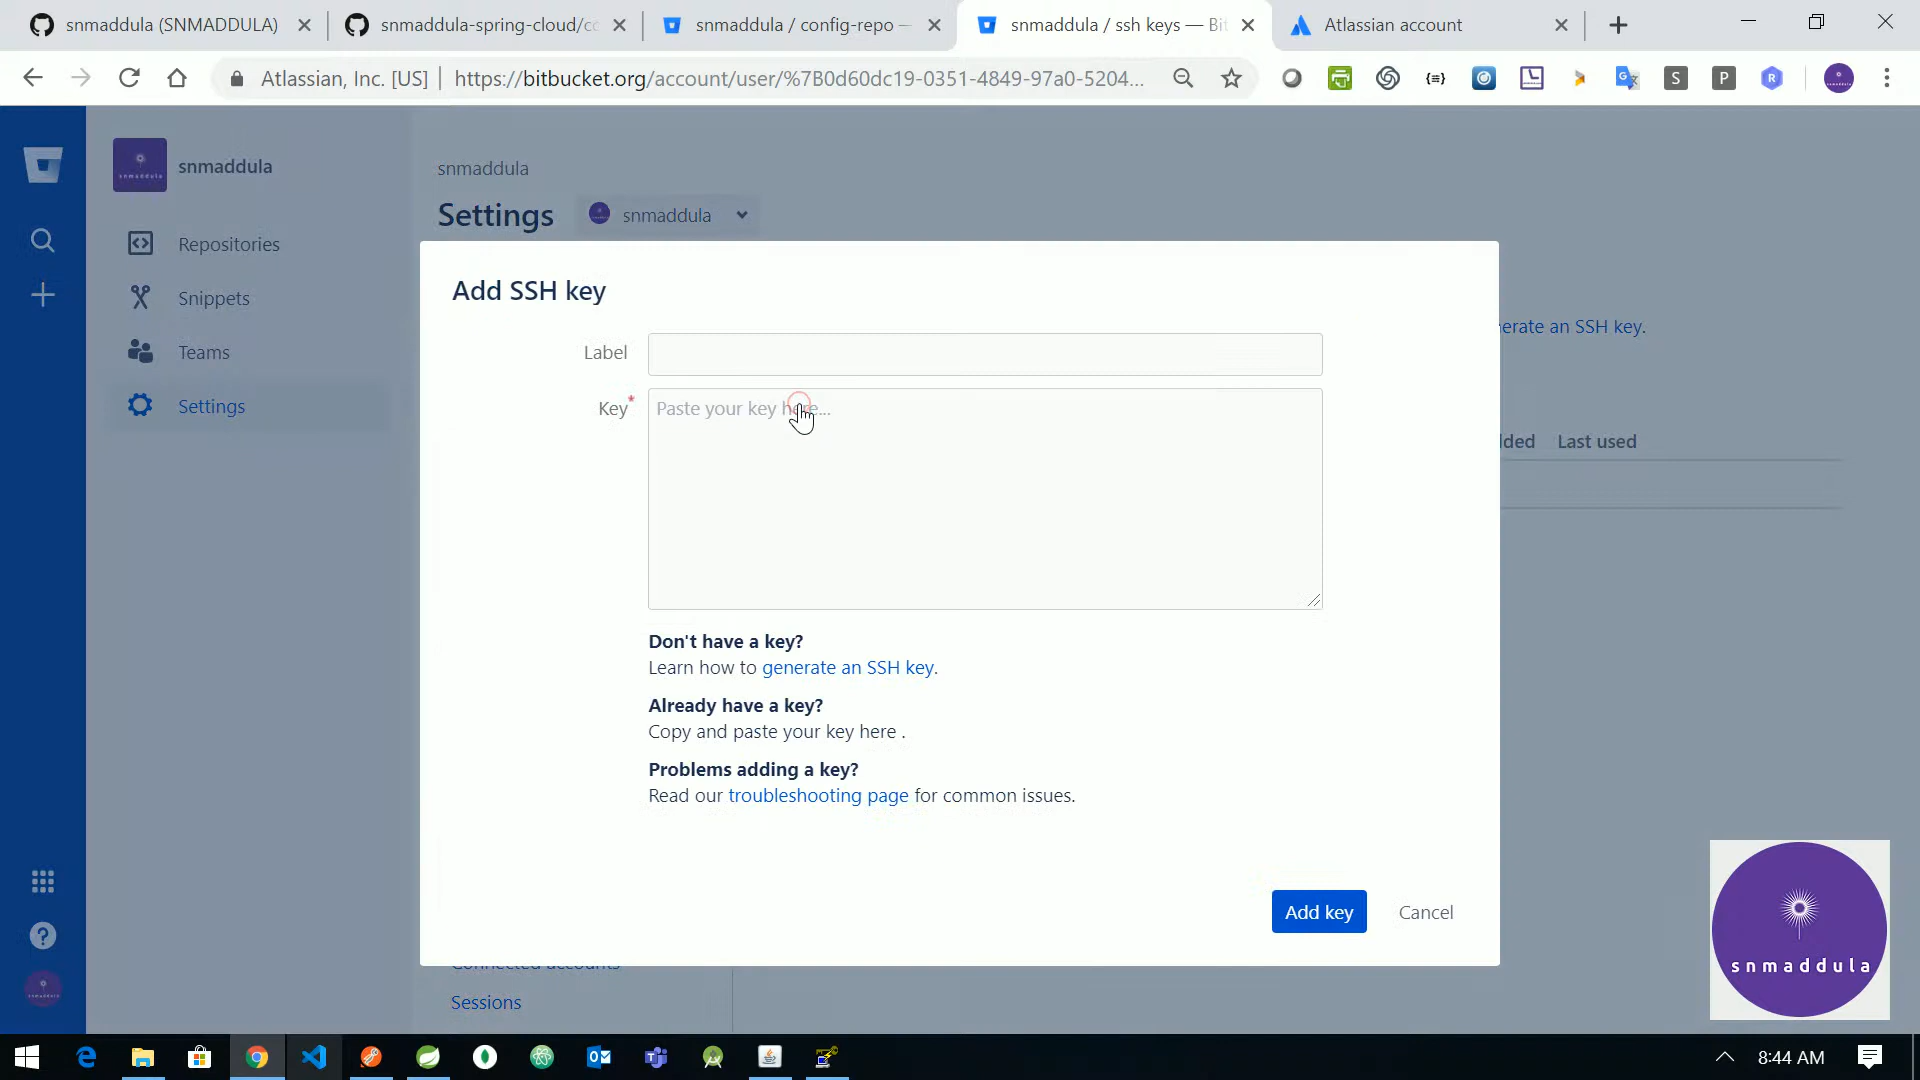 snmaddula (SNMADDULA)
snmaddula-spring-cloud/co
snmaddula / config-repo —
snmaddula / ssh keys — Bit
Atlassian account
Atlassian, Inc. [US] | https://bitbucket.org/account/user/%7B0d60dc19-0351-4849-97a0-5204...
snmaddula
Repositories
Snippets
Teams
Settings
snmaddula
Settings
snmaddula
Add SSH key
Label
Key*
Paste your key here...
Don't have a key?
Learn how to generate an SSH key.
Already have a key?
Copy and paste your key here .
Problems adding a key?
Read our troubleshooting page for common issues.
Add key
Cancel
erate an SSH key.
dded
Last used
Connected accounts
Sessions
snmaddula
8:44 AM